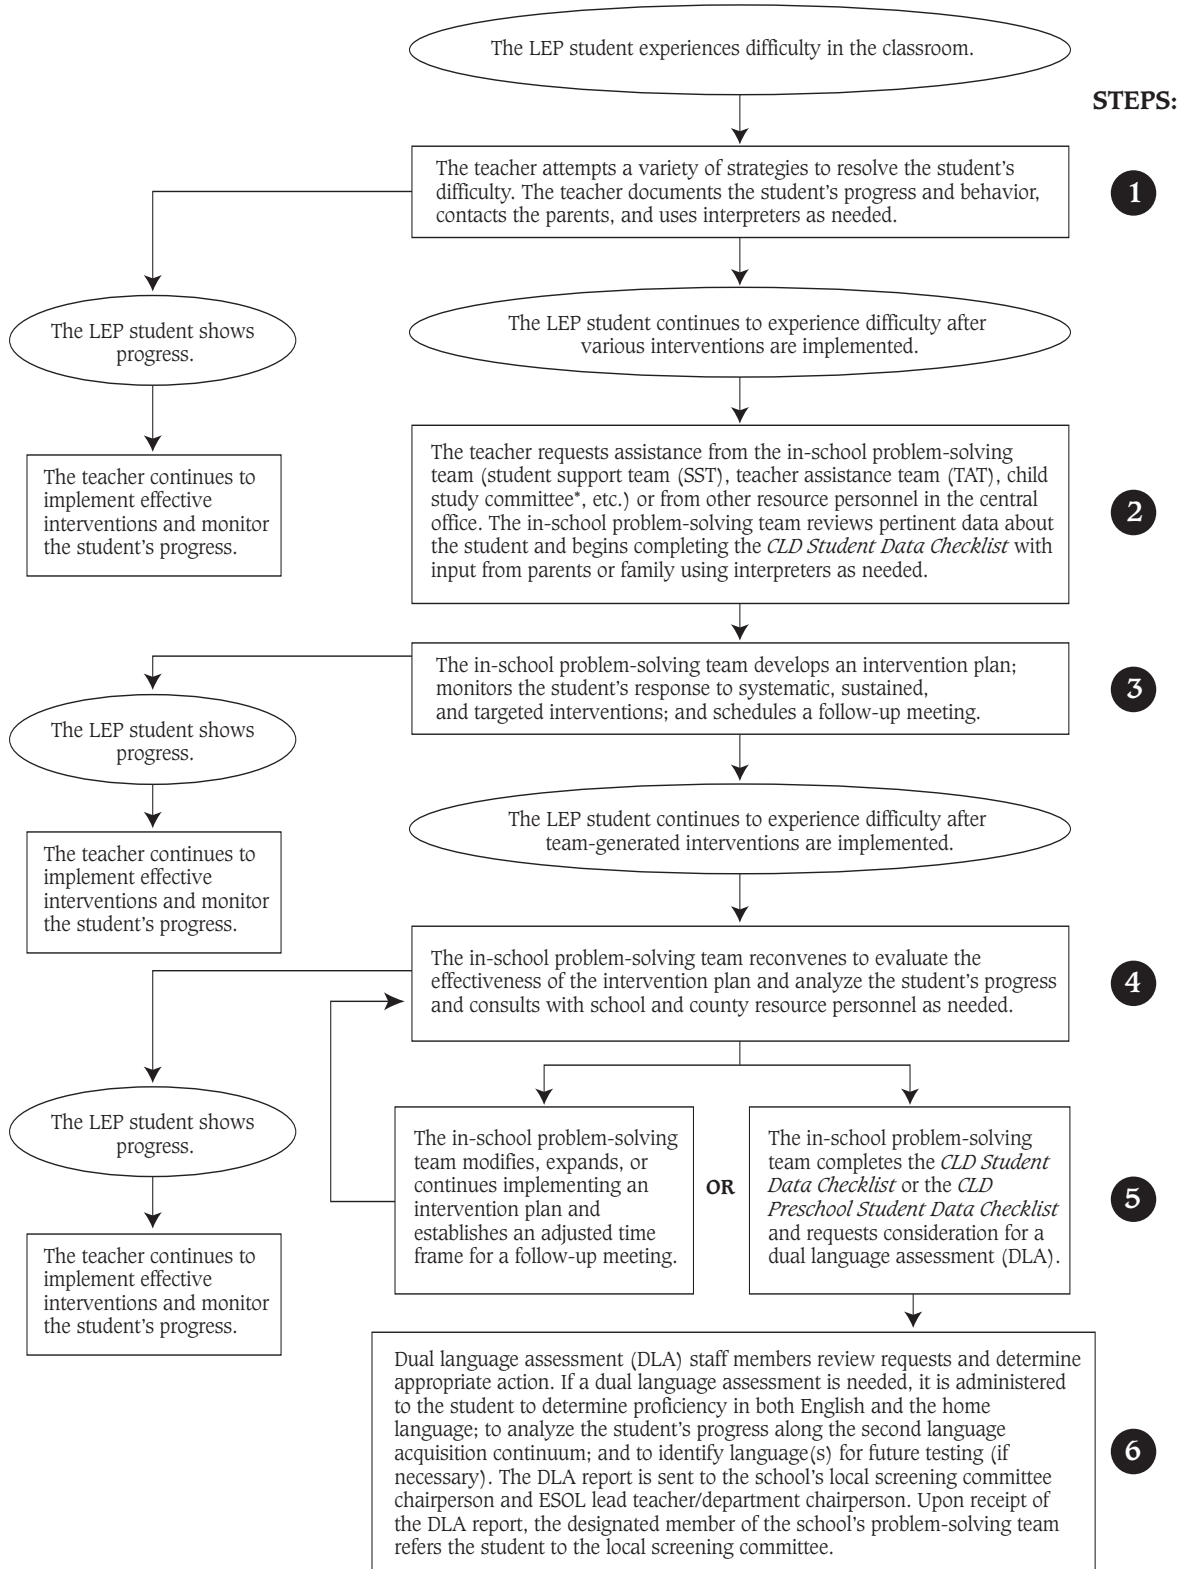 The LEP student experiences difficulty in the classroom.
STEPS:
The teacher attempts a variety of strategies to resolve the student’s
difficulty. The teacher documents the student’s progress and behavior,
contacts the parents, and uses interpreters as needed.
1
The LEP student shows
progress.
The LEP student continues to experience difficulty after
various interventions are implemented.
The teacher continues to
implement effective
interventions and monitor
the student’s progress.
The teacher requests assistance from the in-school problem-solving
team (student support team (SST), teacher assistance team (TAT), child
study committee*, etc.) or from other resource personnel in the central
office. The in-school problem-solving team reviews pertinent data about
the student and begins completing the CLD Student Data Checklist with
input from parents or family using interpreters as needed.
2
The in-school problem-solving team develops an intervention plan;
monitors the student’s response to systematic, sustained,
and targeted interventions; and schedules a follow-up meeting.
3
The LEP student shows
progress.
The LEP student continues to experience difficulty after
team-generated interventions are implemented.
The teacher continues to
implement effective
interventions and monitor
the student’s progress.
The in-school problem-solving team reconvenes to evaluate the
effectiveness of the intervention plan and analyze the student’s progress
and consults with school and county resource personnel as needed.
4
The LEP student shows
progress.
The teacher continues to
implement effective
interventions and monitor
the student’s progress.
The in-school problem-solving
team modifies, expands, or
continues implementing an
intervention plan and
establishes an adjusted time
frame for a follow-up meeting.
OR
The in-school problem-solving
team completes the CLD Student
Data Checklist or the CLD
Preschool Student Data Checklist
and requests consideration for a
dual language assessment (DLA).
5
Dual language assessment (DLA) staff members review requests and determine
appropriate action. If a dual language assessment is needed, it is administered
to the student to determine proficiency in both English and the home
language; to analyze the student’s progress along the second language
acquisition continuum; and to identify language(s) for future testing (if
necessary). The DLA report is sent to the school’s local screening committee
chairperson and ESOL lead teacher/department chairperson. Upon receipt of
the DLA report, the designated member of the school’s problem-solving team
refers the student to the local screening committee.
6